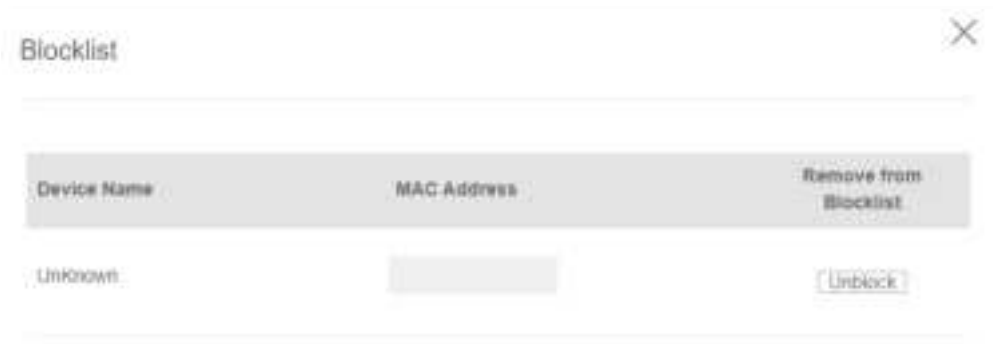 Blocklist
Device Name MAC Address Remove from
Blocklist
UnKnown Unblock